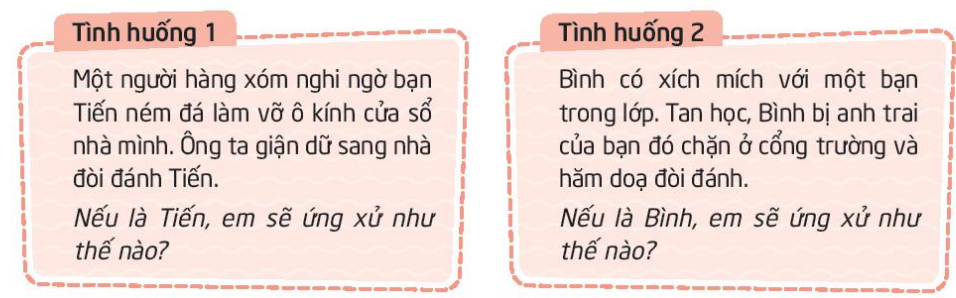 Tình huống 1
Một người hàng xóm nghi ngờ bạn
Tiến ném đá làm vỡ ô kính cửa sổ
nhà mình. Ông ta giận dữ sang nhà
đòi đánh Tiến.
Nếu là Tiến, em sẽ ứng xử như
thế nào?
Tình huống 2
Bình có xích mích với một bạn
trong lớp. Tan học, Bình bị anh trai
của bạn đó chặn ở cổng trường và
hăm doạ đòi đánh.
Nếu là Bình, em sẽ ứng xử như
thế nào?